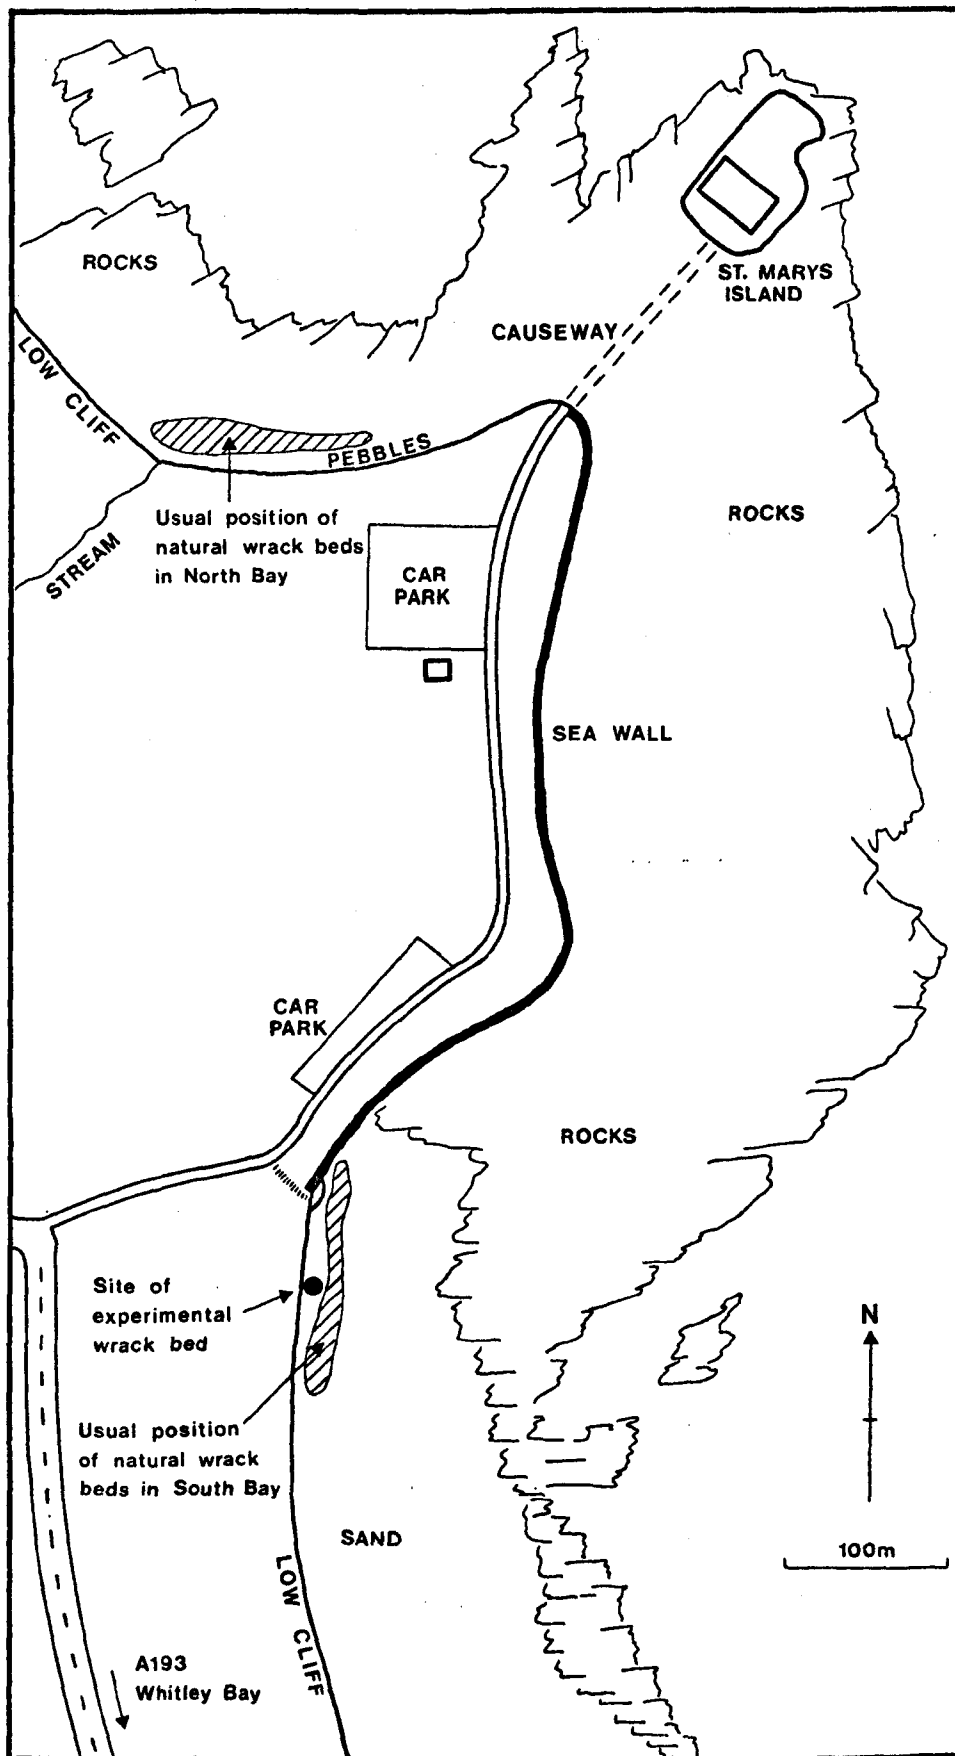 ROCKS
ST. MARYS
ISLAND
CAUSEWAY
LOW CLIFF
PEBBLES
STREAM
Usual position of
natural wrack beds
in North Bay
CAR
PARK
ROCKS
SEA WALL
CAR
PARK
ROCKS
Site of
experimental
wrack bed
N
Usual position
of natural wrack
beds in South Bay
SAND
100m
LOW CLIFF
A193
Whitley Bay